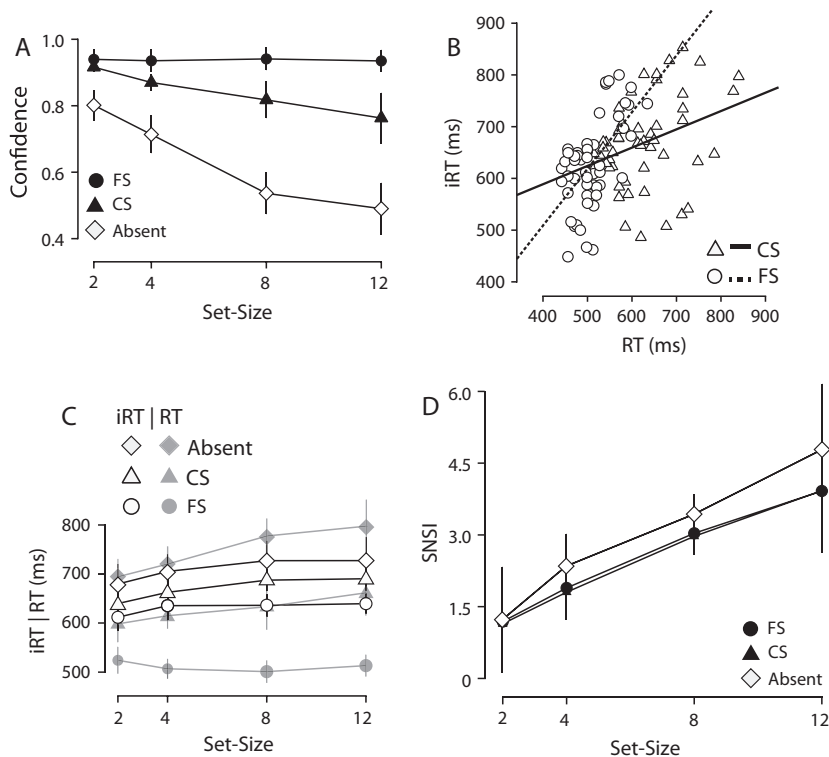 A
1.0
0.8
0.6
0.4
Confidence
FS
CS
Absent
2 4 8 12
Set-Size
B
900
800
700
600
500
400
iRT (ms)
CS
FS
400 500 600 700 800 900
RT (ms)
C
iRT | RT
Absent
CS
FS
800
700
600
500
iRT | RT (ms)
2 4 8 12
Set-Size
D
6.0
4.5
3.0
1.5
0
SNSI
FS
CS
Absent
2 4 8 12
Set-Size